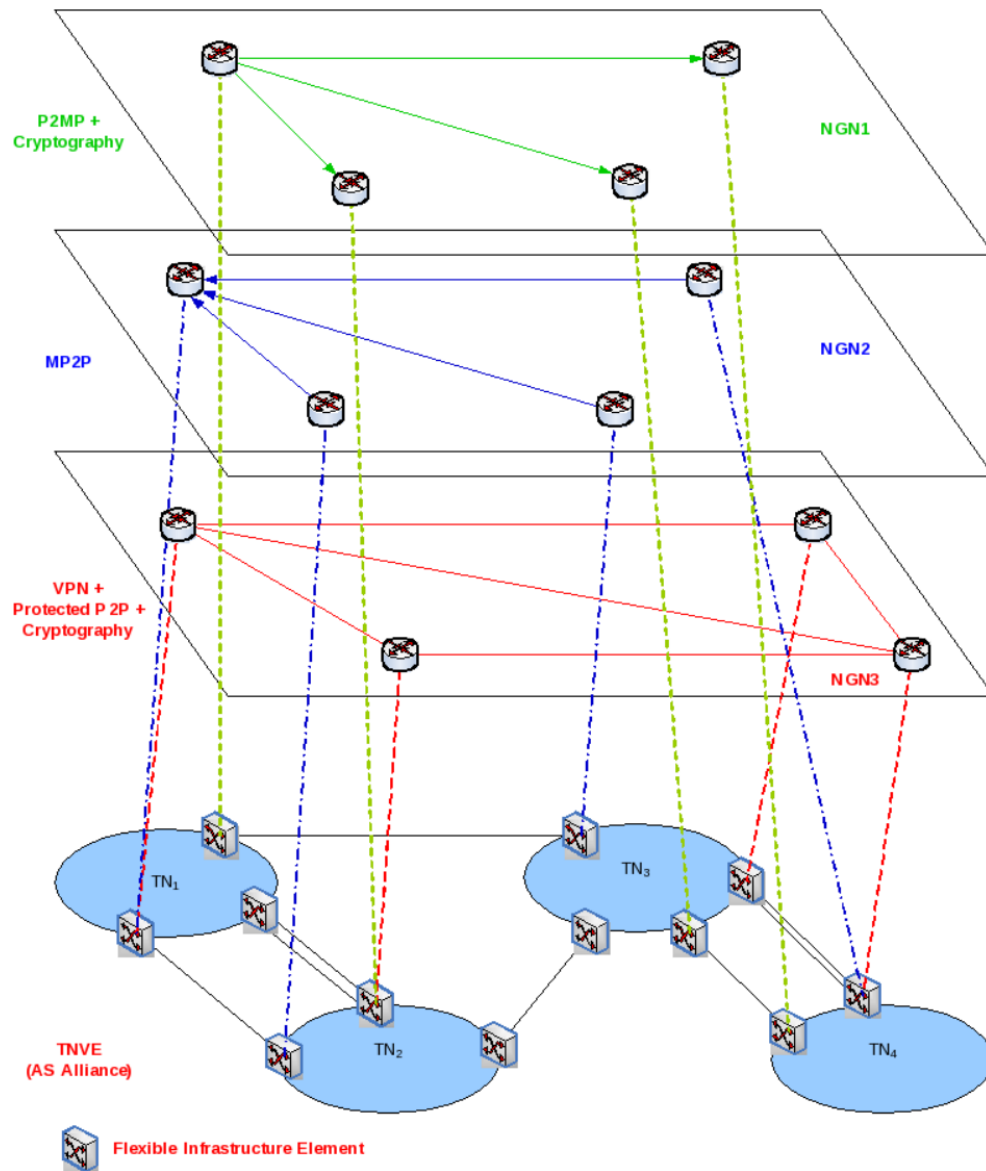 P2MP +
Cryptography
NGN1
MP2P
NGN2
VPN +
Protected P2P +
Cryptography
NGN3
TN1
TN3
TN2
TN4
TNVE
(AS Alliance)
Flexible Infrastructure Element